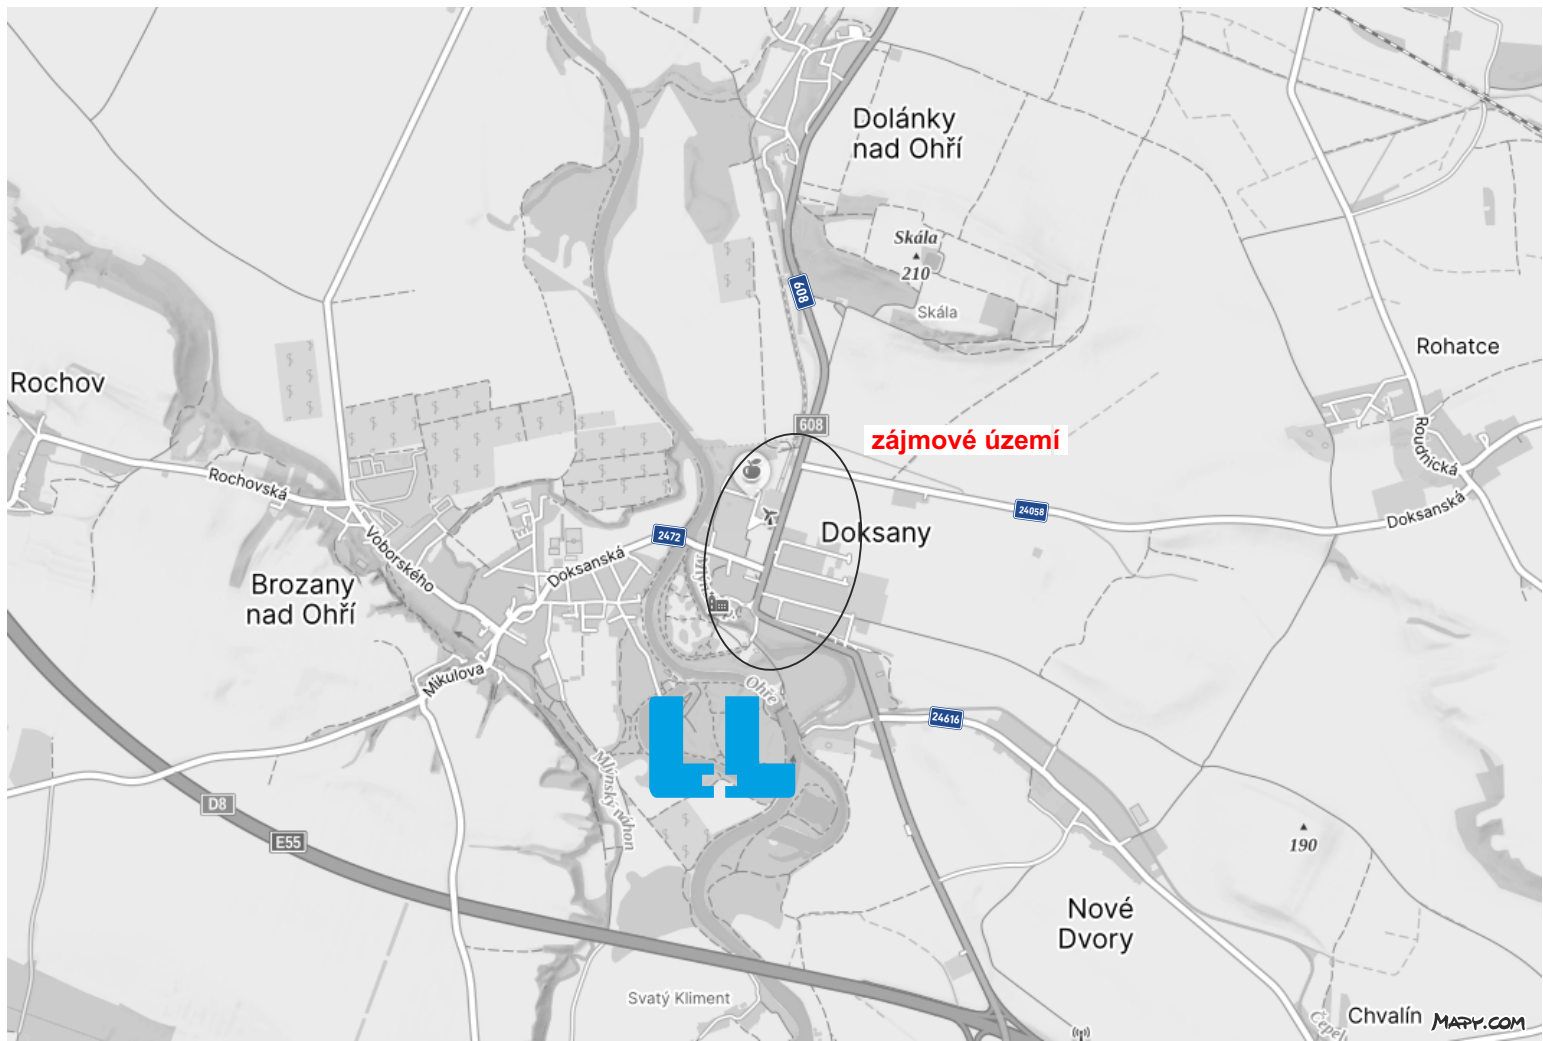 Dolánky
nad Ohří
Skála
210
608
Skála
Rohatce
Rochov
608
zájmové území
Roudnická
Rochovská
Doksanská
24058
Voborského
2472
Doksany
Doksanská
Brozany
nad Ohří
Mikulova
Ohře
24616
Mlýnský náhon
D8
E55
190
Nové
Dvory
Svatý Kliment
Chvalín
Čepel
MAPY.COM